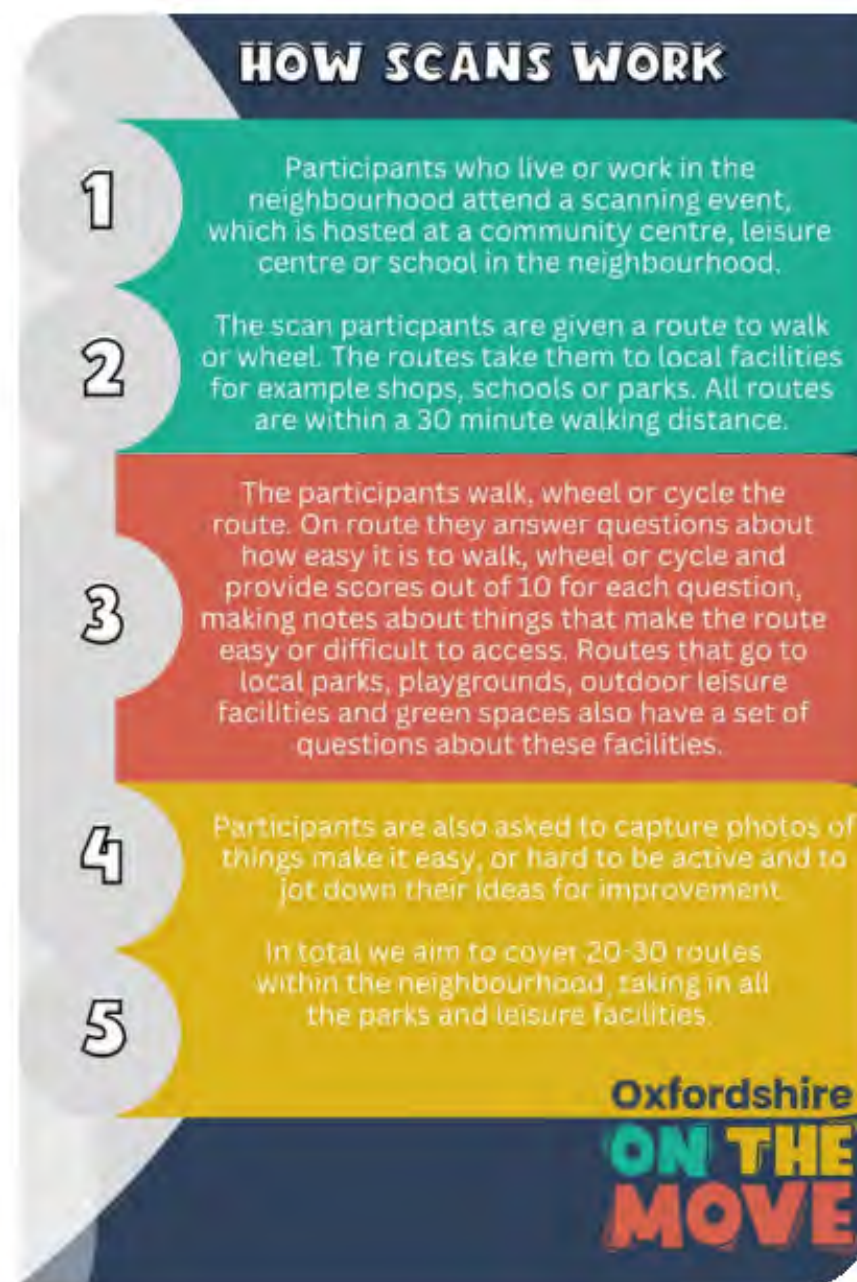 HOW SCANS WORK
1
Participants who live or work in the
neighbourhood attend a scanning event,
which is hosted at a community centre, leisure
centre or school in the neighbourhood.
2
The scan particpants are given a route to walk
or wheel. The routes take them to local facilities
for example shops, schools or parks. All routes
are within a 30 minute walking distance.
3
The participants walk, wheel or cycle the
route. On route they answer questions about
how easy it is to walk, wheel or cycle and
provide scores out of 10 for each question,
making notes about things that make the route
easy or difficult to access. Routes that go to
local parks, playgrounds, outdoor leisure
facilities and green spaces also have a set of
questions about these facilities.
4
Participants are also asked to capture photos of
things make it easy, or hard to be active and to
jot down their ideas for improvement.
5
In total we aim to cover 20-30 routes
within the neighbourhood, taking in all
the parks and leisure facilities.
Oxfordshire
ON THE
MOVE